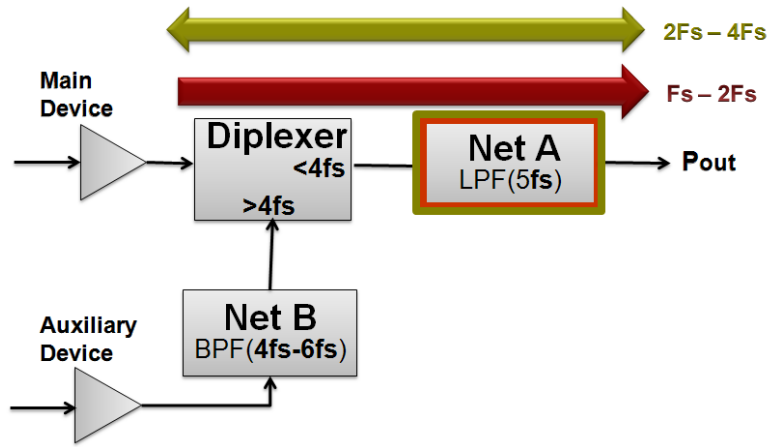 2Fs – 4Fs
Fs – 2Fs
Main
Device
Diplexer
<4fs
>4fs
Net A
LPF(5fs)
Pout
Net B
BPF(4fs-6fs)
Auxiliary
Device